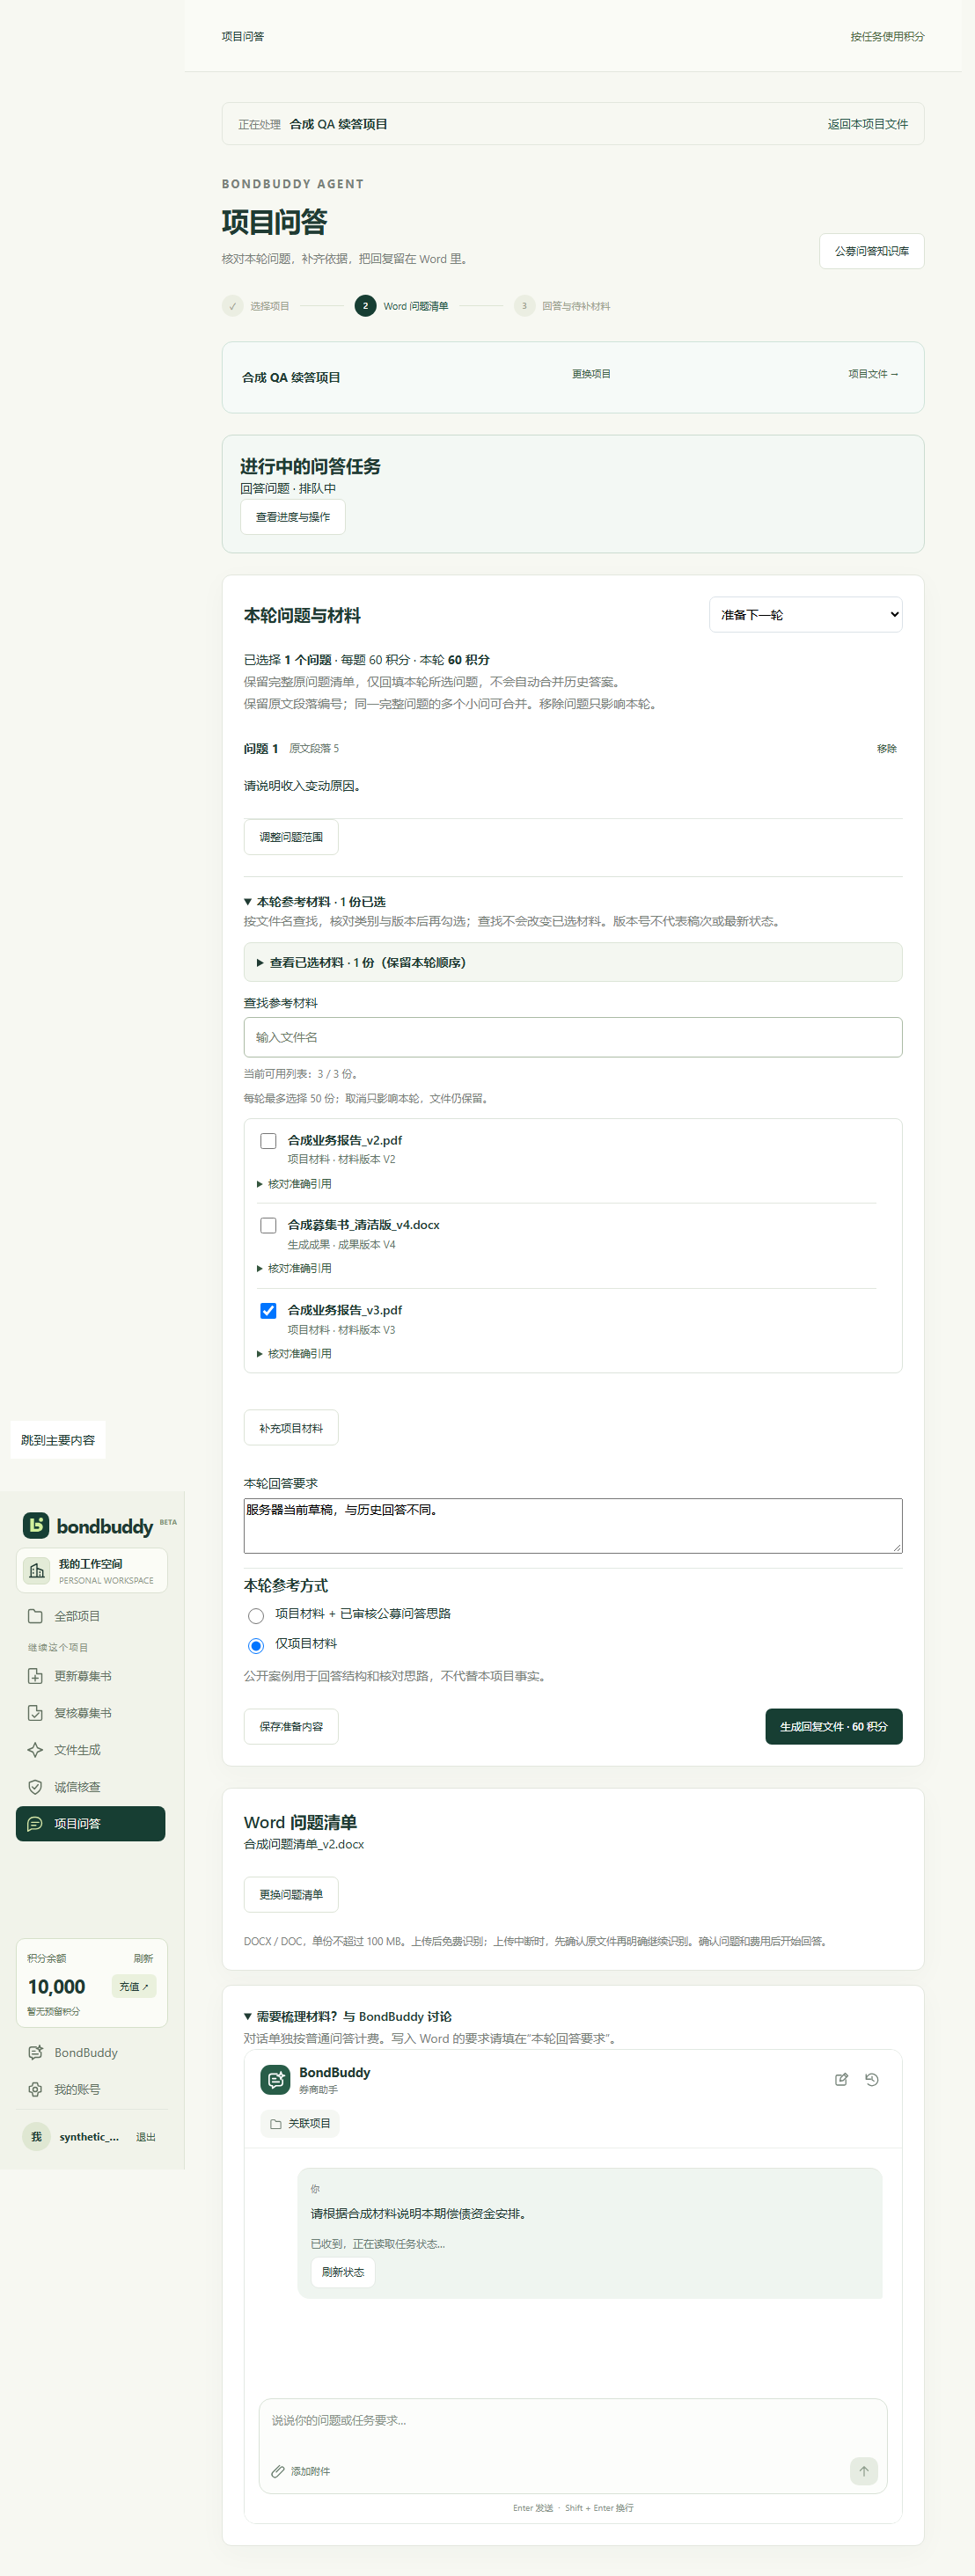 项目问答
按任务使用积分
正在处理 合成 QA 续答项目
返回本项目文件
BONDBUDDY AGENT
项目问答
核对本轮问题，补齐依据，把回复留在 Word 里。
公募问答知识库
✓ 选择项目
2 Word 问题清单
3 回答与待补材料
合成 QA 续答项目
更换项目
项目文件 →
进行中的问答任务
回答问题 · 排队中
查看进度与操作
本轮问题与材料
准备下一轮
已选择 1 个问题 · 每题 60 积分 · 本轮 60 积分
保留完整原问题清单，仅回填本轮所选问题，不会自动合并历史答案。
保留原文段落编号；同一完整问题的多个小问可合并。移除问题只影响本轮。
问题 1 原文段落 5
移除
请说明收入变动原因。
调整问题范围
▼ 本轮参考材料 · 1 份已选
按文件名查找，核对类别与版本后再勾选；查找不会改变已选材料。版本号不代表稿次或最新状态。
▶ 查看已选材料 · 1 份（保留本轮顺序）
查找参考材料
输入文件名
当前可用列表：3 / 3 份。
每轮最多选择 50 份；取消只影响本轮，文件仍保留。
合成业务报告_v2.pdf
项目材料 · 材料版本 V2
▶ 核对准确引用
合成募集书_清洁版_v4.docx
生成成果 · 成果版本 V4
▶ 核对准确引用
合成业务报告_v3.pdf
项目材料 · 材料版本 V3
▶ 核对准确引用
补充项目材料
跳到主要内容
本轮回答要求
服务器当前草稿，与历史回答不同。
本轮参考方式
项目材料 + 已审核公募问答思路
仅项目材料
公开案例用于回答结构和核对思路，不代替本项目事实。
保存准备内容
生成回复文件 · 60 积分
bondbuddy BETA
我的工作空间
PERSONAL WORKSPACE
全部项目
继续这个项目
更新募集书
复核募集书
文件生成
诚信核查
项目问答
积分余额
刷新
10,000
充值 ↗
暂无预留积分
BondBuddy
我的账号
我 synthetic_... 退出
Word 问题清单
合成问题清单_v2.docx
更换问题清单
DOCX / DOC，单份不超过 100 MB。上传后免费识别；上传中断时，先确认原文件再明确继续识别。确认问题和费用后开始回答。
▼ 需要梳理材料？与 BondBuddy 讨论
对话单独按普通问答计费。写入 Word 的要求请填在“本轮回答要求”。
BondBuddy
券商助手
关联项目
你
请根据合成材料说明本期偿债资金安排。
已收到，正在读取任务状态...
刷新状态
说说你的问题或任务要求...
添加附件
Enter 发送 · Shift + Enter 换行